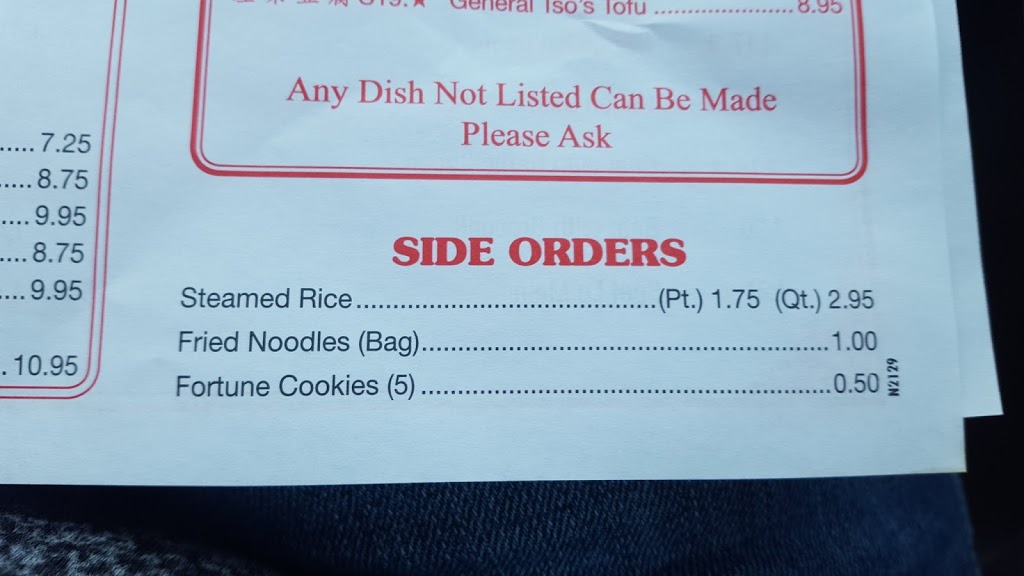 General Tso's Tofu ..................... 8.95
Any Dish Not Listed Can Be Made
Please Ask
..... 7.25
..... 8.75
.... 9.95
.... 8.75
.... 9.95
. 10.95
SIDE ORDERS
Steamed Rice............................................(Pt.) 1.75 (Qt.) 2.95
Fried Noodles (Bag)............................................................1.00
Fortune Cookies (5) ............................................................0.50
N2129